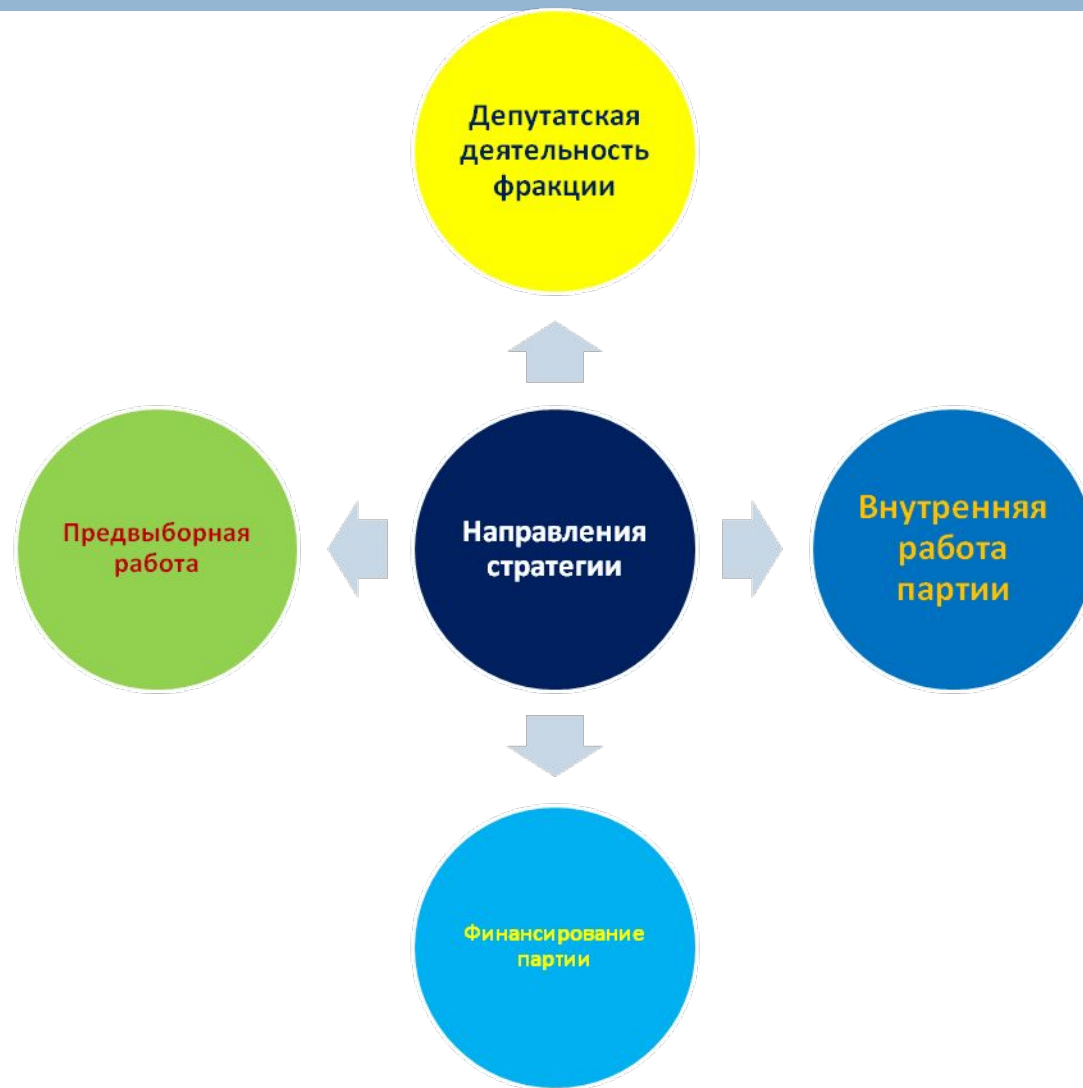 Депутатская
деятельность
фракции
Предвыборная
работа
Направления
стратегии
Внутренняя
работа
партии
Финансирование
партии